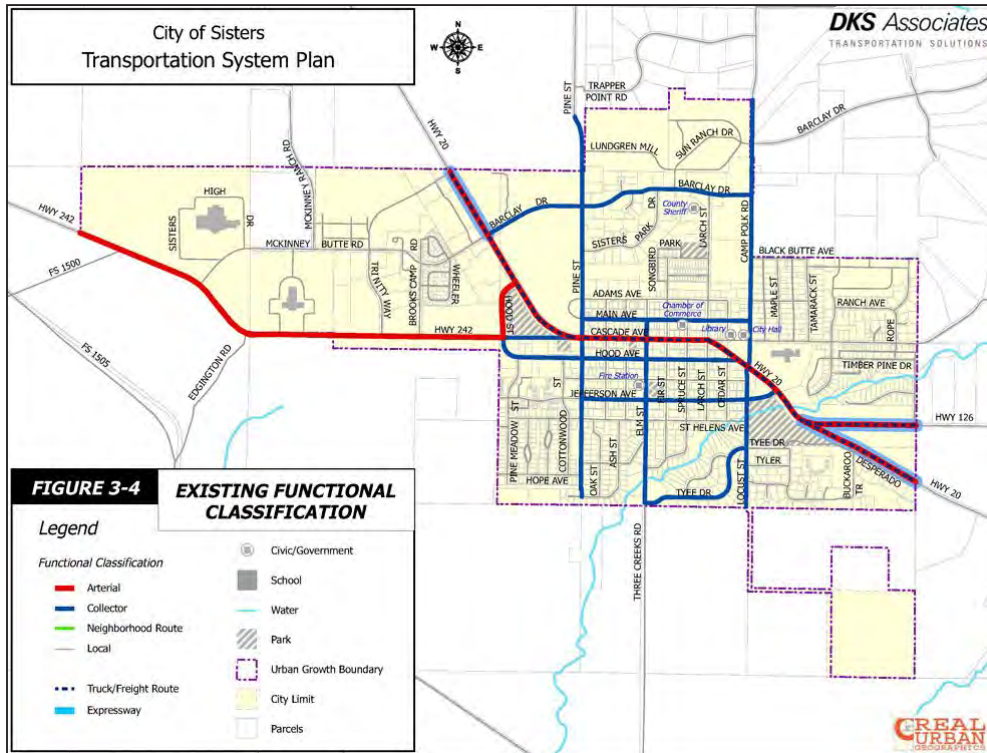 City of Sisters
Transportation System Plan
N
W
E
S
DKS Associates
TRANSPORTATION SOLUTIONS
TRAPPER
POINT RD
PINE ST
HWY 20
BARCLAY DR
SUN RANCH DR
LUNDGREN MILL
MCKINNEY RANCH RD
HIGH
DR
SISTERS
HWY 242
BARCLAY DR
BARCLAY DR
County
Sheriff
LARCH ST
CAMP POLK RD
DR
PARK
SISTERS
SONGBIRD
PARK
FS 1500
MCKINNEY
BUTTE RD
TRINITY
WAY
BROOKS CAMP
RD
WHEELER
PINE ST
BLACK BUTTE AVE
MAPLE ST
TAMARACK ST
RANCH AVE
ROPE
ADAMS AVE
MAIN AVE
Chamber of
Commerce
Library
City Hall
HOOD ST
HWY 242
CASCADE AVE
HOOD AVE
HWY 20
TIMBER PINE DR
FS 1505
EDGINGTON RD
Fire Station
JEFFERSON AVE
FIR ST
SPRUCE ST
LARCH ST
CEDAR ST
ST
PINE MEADOW
ST
COTTONWOOD
ELM ST
ASH ST
OAK ST
ST HELENS AVE
HWY 126
TYEE DR
TYLER
DESPERADO
TR
BUCKAROO
HWY 20
HOPE AVE
TYEE DR
LOCUST ST
THREE CREEKS RD
FIGURE 3-4
EXISTING FUNCTIONAL
CLASSIFICATION
Legend
Functional Classification
Arterial
Collector
Neighborhood Route
Local
Truck/Freight Route
Expressway
Civic/Government
School
Water
Park
Urban Growth Boundary
City Limit
Parcels
REAL
URBAN
GEOGRAPHICS